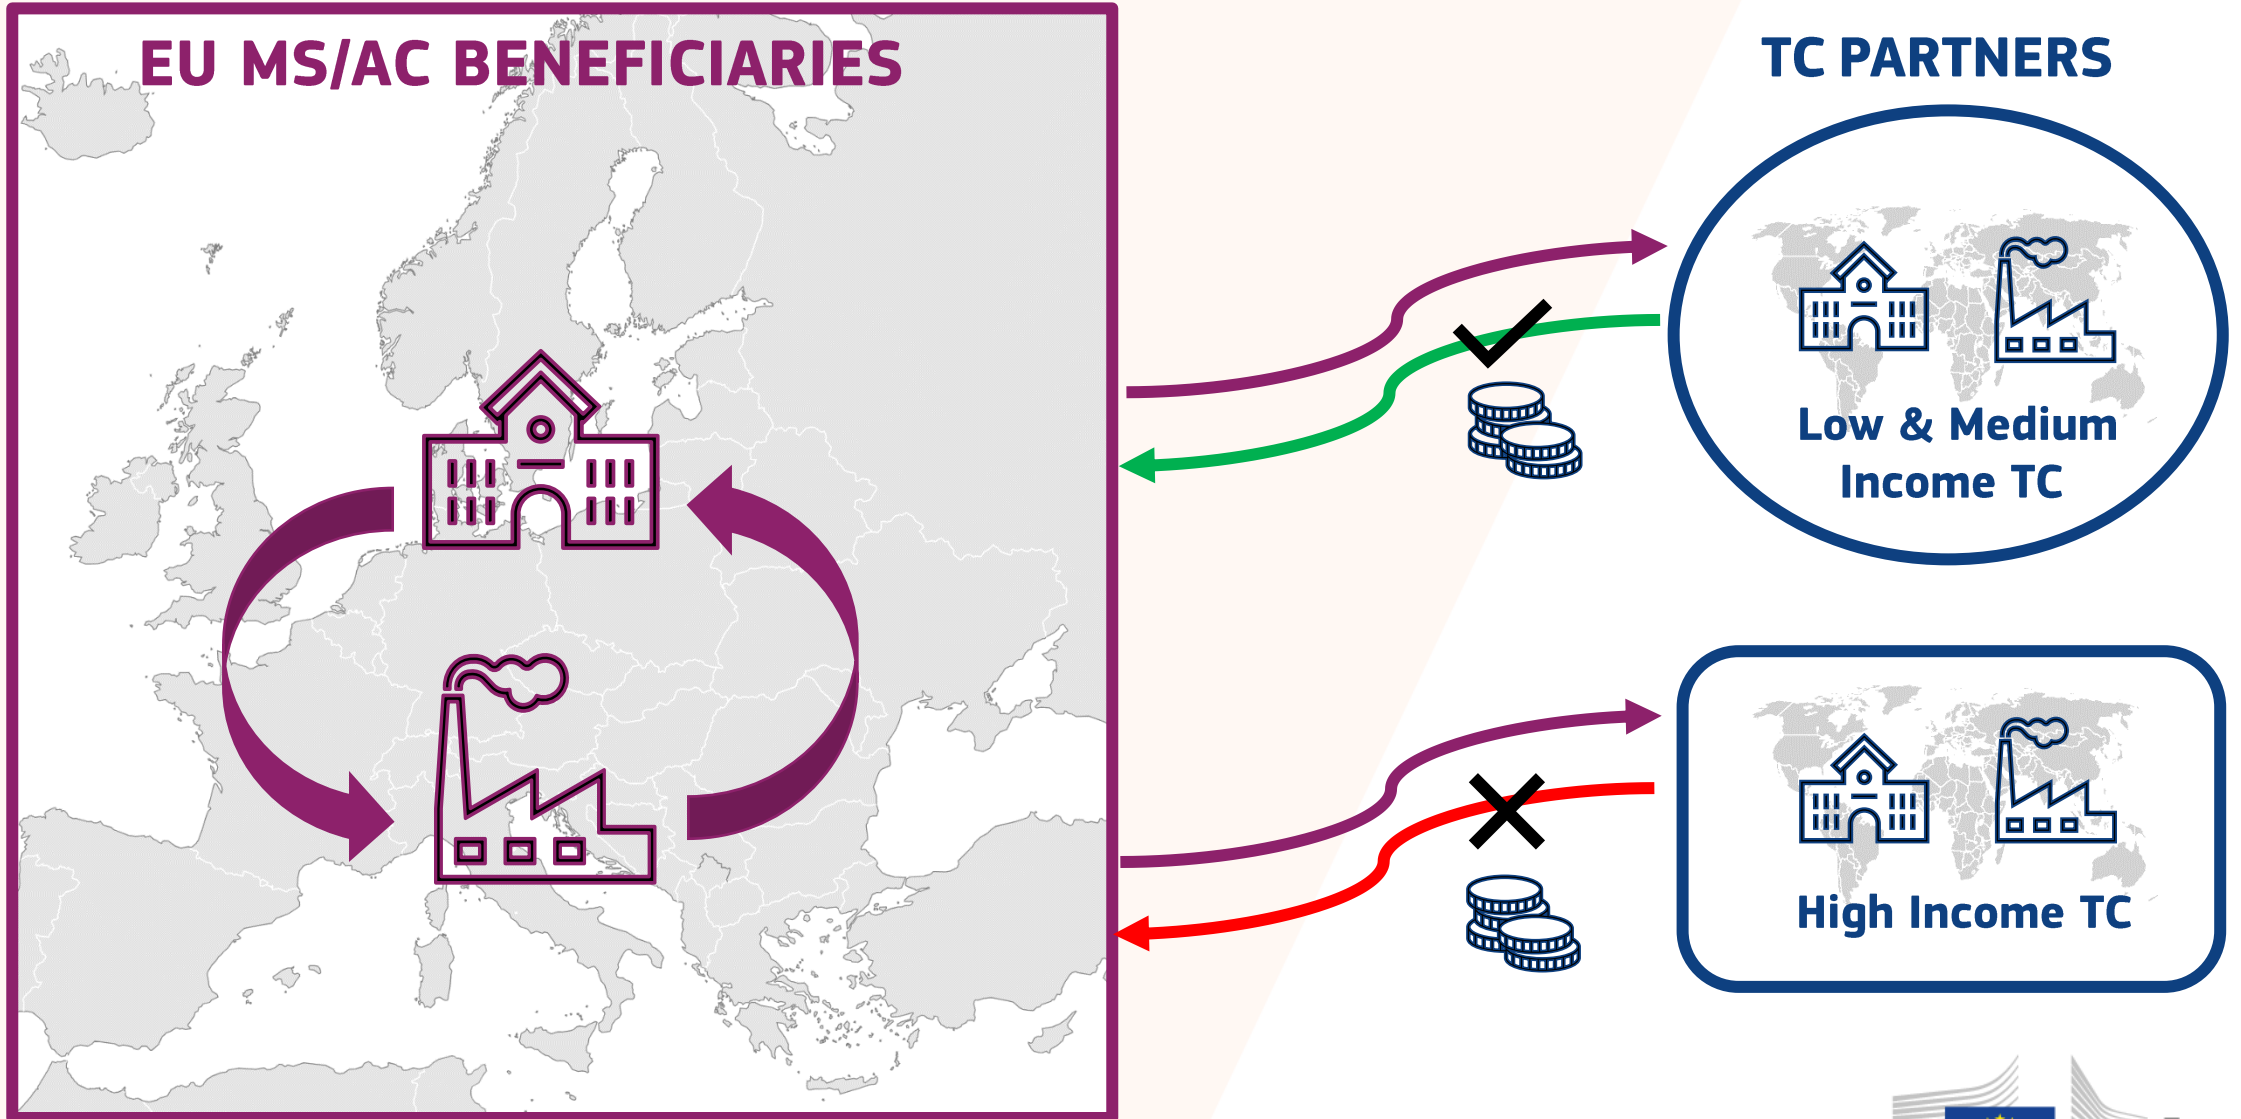 EU MS/AC BENEFICIARIES
TC PARTNERS
Low & Medium
Income TC
High Income TC